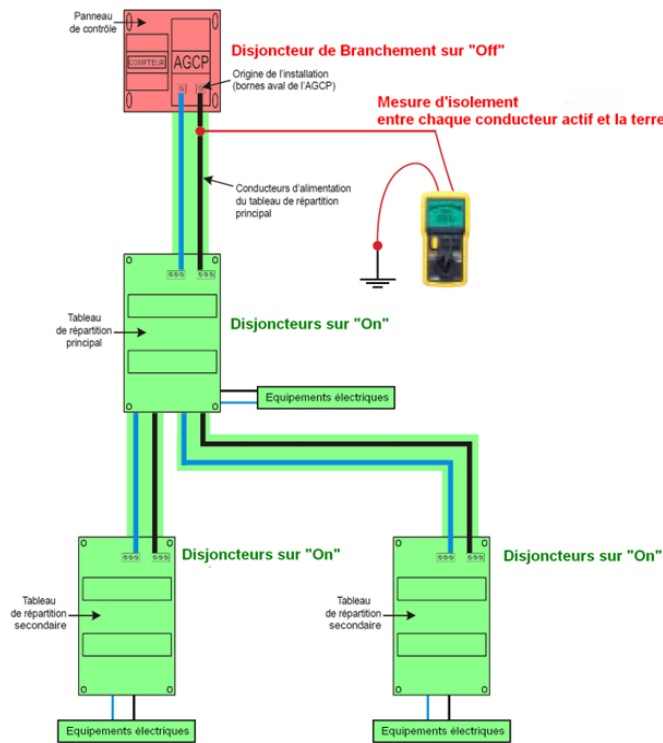 Panneau
de contrôle
COMPTEUR
AGCP
Disjoncteur de Branchement sur "Off"
Origine de l'installation
(bornes aval de l'AGCP)
Mesure d'isolement
entre chaque conducteur actif et la terre
Conducteurs d'alimentation
du tableau de répartition
principal
Tableau
de répartition
principal
Disjoncteurs sur "On"
Equipements électriques
Disjoncteurs sur "On"
Disjoncteurs sur "On"
Tableau
de répartition
secondaire
Tableau
de répartition
secondaire
Equipements électriques
Equipements électriques